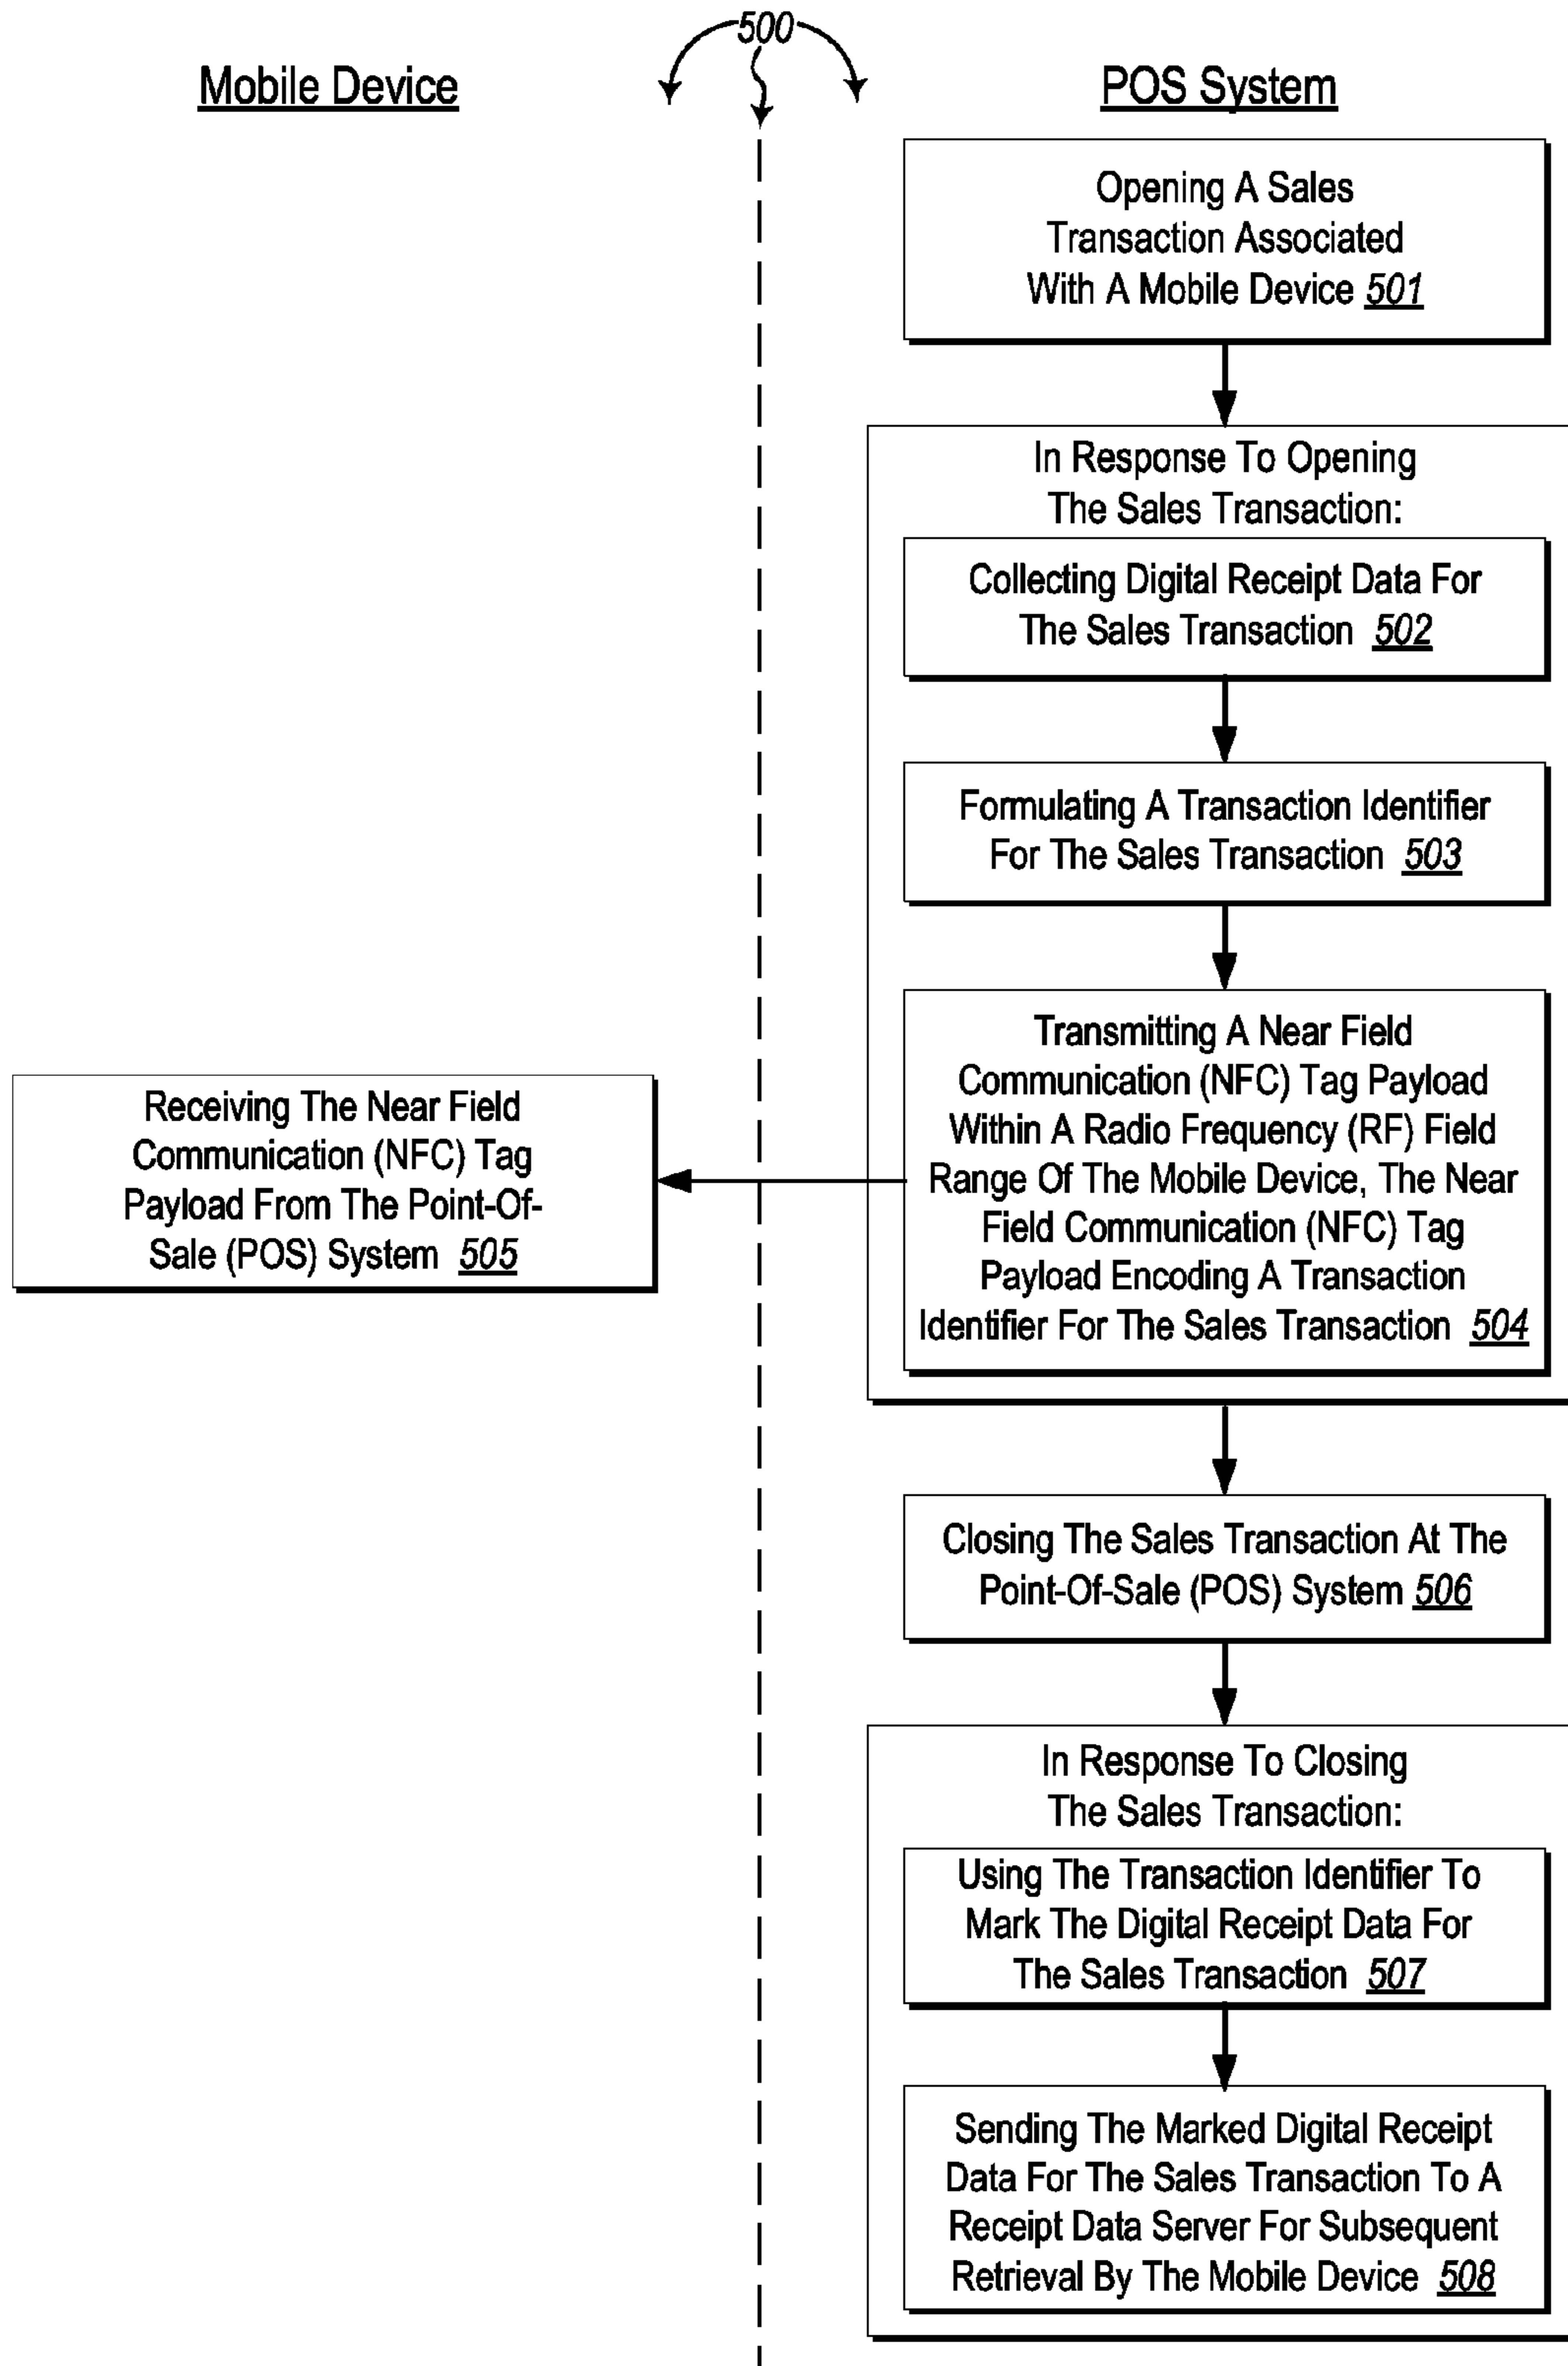 500
Mobile Device
POS System
Opening A Sales
Transaction Associated
With A Mobile Device 501
In Response To Opening
The Sales Transaction:
Collecting Digital Receipt Data For
The Sales Transaction 502
Formulating A Transaction Identifier
For The Sales Transaction 503
Transmitting A Near Field
Communication (NFC) Tag Payload
Within A Radio Frequency (RF) Field
Range Of The Mobile Device, The Near
Field Communication (NFC) Tag
Payload Encoding A Transaction
Identifier For The Sales Transaction 504
Receiving The Near Field
Communication (NFC) Tag
Payload From The Point-Of-
Sale (POS) System 505
Closing The Sales Transaction At The
Point-Of-Sale (POS) System 506
In Response To Closing
The Sales Transaction:
Using The Transaction Identifier To
Mark The Digital Receipt Data For
The Sales Transaction 507
Sending The Marked Digital Receipt
Data For The Sales Transaction To A
Receipt Data Server For Subsequent
Retrieval By The Mobile Device 508